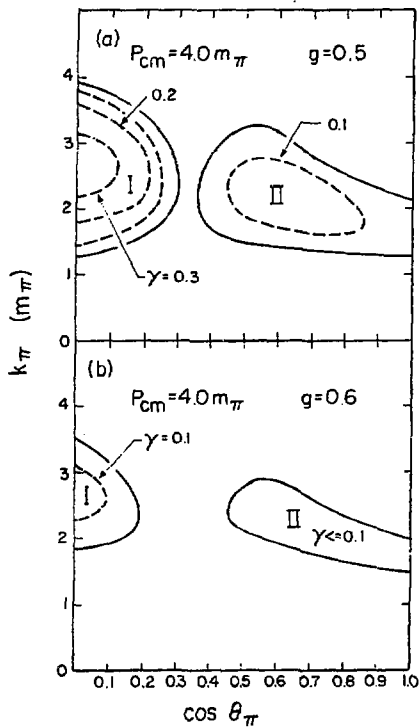 (a)
P_cm = 4.0 m_π g = 0.5
0.2
0.1
I
II
γ = 0.3
4
3
2
1
0
k_π (m_π)
(b)
P_cm = 4.0 m_π g = 0.6
γ = 0.1
I
II
γ <= 0.1
4
3
2
1
0
0.1 0.2 0.3 0.4 0.5 0.6 0.7 0.8 0.9 1.0
cos θ_π